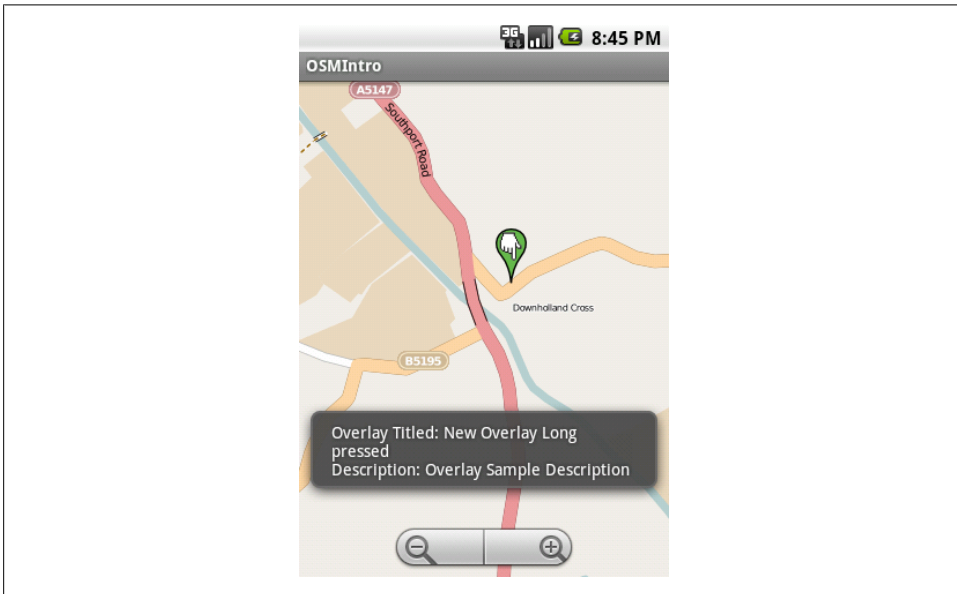 3G 8:45 PM
OSMIntro
A5147
Southport Road
Downholland Cross
B5195
Overlay Titled: New Overlay Long
pressed
Description: Overlay Sample Description